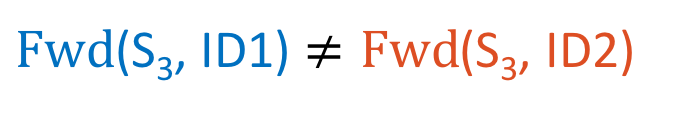 Fwd(S₃, ID1) ≠ Fwd(S₃, ID2)